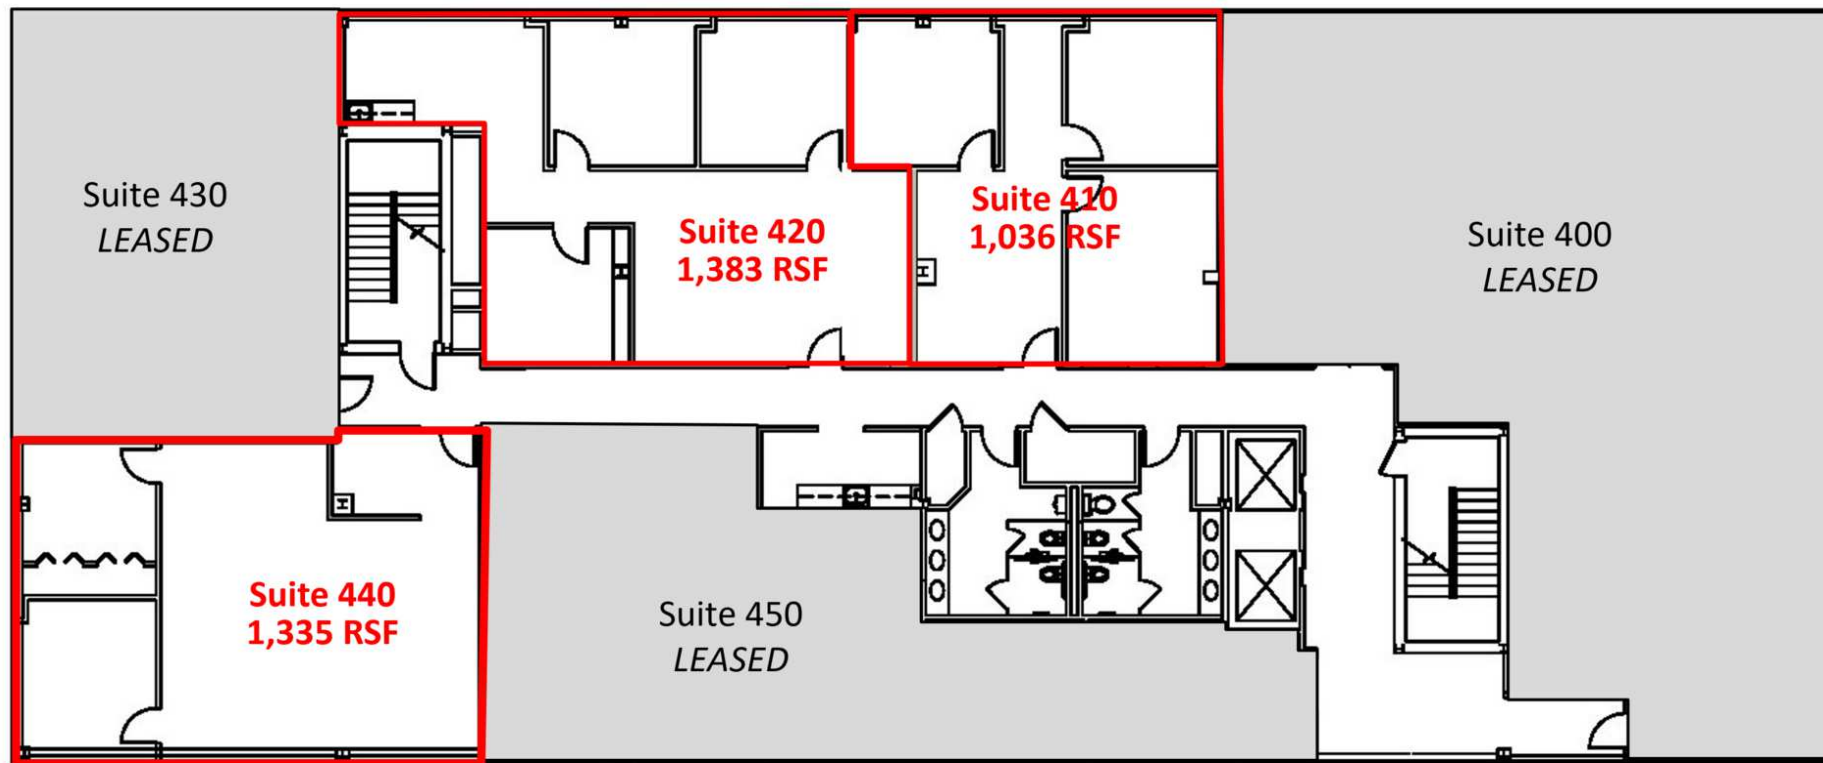 Suite 430
LEASED
Suite 420
1,383 RSF
Suite 410
1,036 RSF
Suite 400
LEASED
Suite 440
1,335 RSF
Suite 450
LEASED